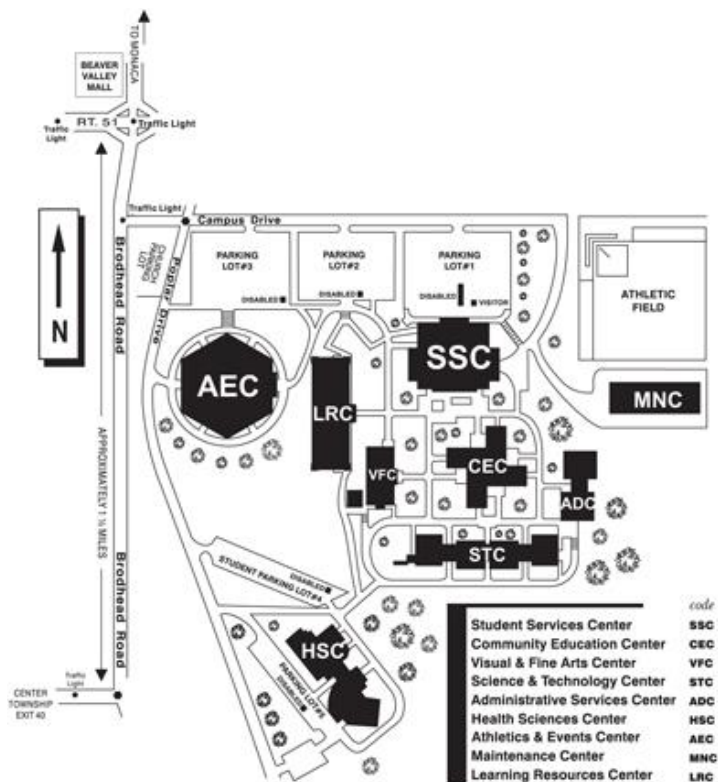 TO MONACA
BEAVER
VALLEY
MALL
RT. 51
Traffic
Light
Traffic Light
Traffic Light
Campus Drive
Brodhead Road
CHURCH
PARKING
LOT
Poplar Drive
PARKING
LOT#3
DISABLED
PARKING
LOT#2
DISABLED
PARKING
LOT#1
DISABLED
VISITOR
ATHLETIC
FIELD
N
AEC
LRC
SSC
MNC
VFC
CEC
ADC
STC
APPROXIMATELY 1 ½ MILES
Brodhead Road
DISABLED
STUDENT PARKING LOT#4
HSC
PARKING LOT#5
DISABLED
Traffic
Light
CENTER
TOWNSHIP
EXIT 40
code
Student Services Center SSC
Community Education Center CEC
Visual & Fine Arts Center VFC
Science & Technology Center STC
Administrative Services Center ADC
Health Sciences Center HSC
Athletics & Events Center AEC
Maintenance Center MNC
Learning Resources Center LRC